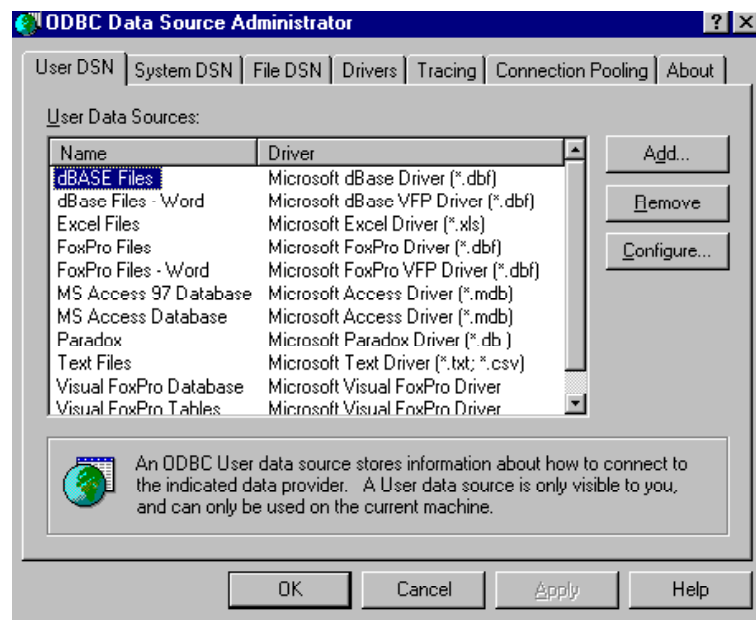 ODBC Data Source Administrator
User DSN System DSN File DSN Drivers Tracing Connection Pooling About
User Data Sources:
Name Driver
dBASE Files Microsoft dBase Driver (*.dbf)
dBase Files - Word Microsoft dBase VFP Driver (*.dbf)
Excel Files Microsoft Excel Driver (*.xls)
FoxPro Files Microsoft FoxPro Driver (*.dbf)
FoxPro Files - Word Microsoft FoxPro VFP Driver (*.dbf)
MS Access 97 Database Microsoft Access Driver (*.mdb)
MS Access Database Microsoft Access Driver (*.mdb)
Paradox Microsoft Paradox Driver (*.db )
Text Files Microsoft Text Driver (*.txt; *.csv)
Visual FoxPro Database Microsoft Visual FoxPro Driver
Visual FoxPro Tables Microsoft Visual FoxPro Driver
Add...
Remove
Configure...
An ODBC User data source stores information about how to connect to
the indicated data provider. A User data source is only visible to you,
and can only be used on the current machine.
OK Cancel Apply Help